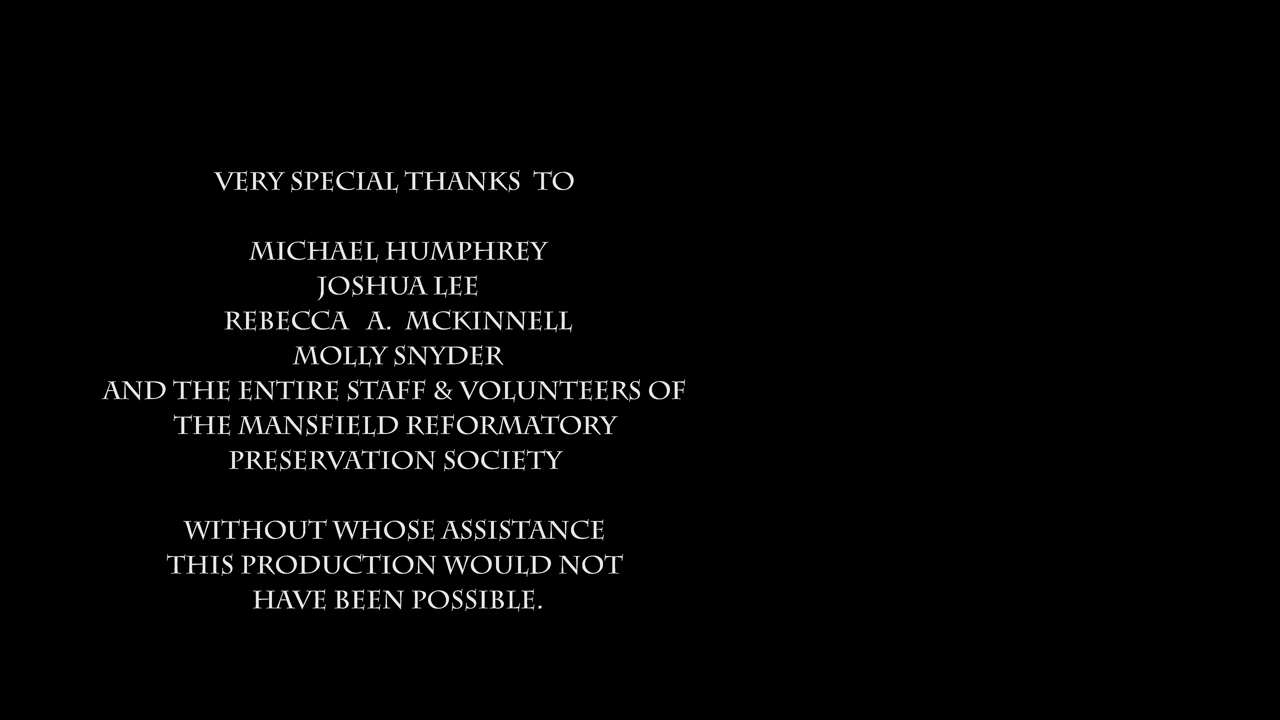 VERY SPECIAL THANKS TO
MICHAEL HUMPHREY
JOSHUA LEE
REBECCA A. MCKINNELL
MOLLY SNYDER
AND THE ENTIRE STAFF & VOLUNTEERS OF
THE MANSFIELD REFORMATORY
PRESERVATION SOCIETY
WITHOUT WHOSE ASSISTANCE
THIS PRODUCTION WOULD NOT
HAVE BEEN POSSIBLE.